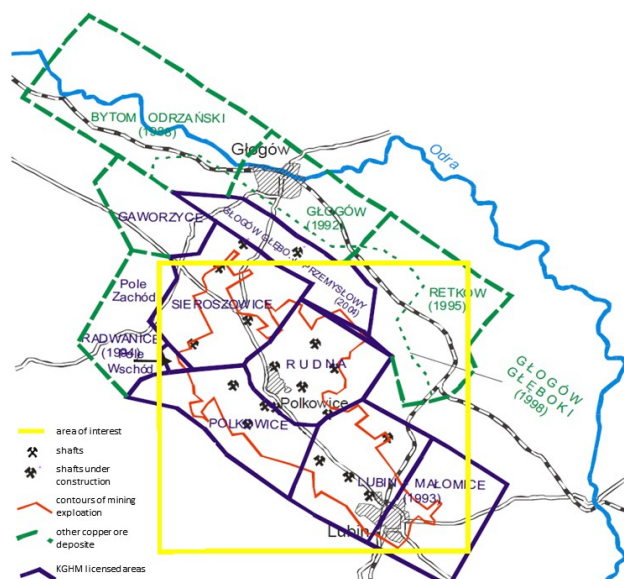 BYTOM ODRZAŃSKI
(1988)
Głogów
Odra
GŁOGÓW
(1992)
GAWORZYCE
GŁOGÓW GŁĘBO
PRZEMYSŁOWY
(2004)
Pole
Zachód
SIEROSZOWICE
RETKÓW
(1995)
RADWANICE
(1994)
Pole
Wschód
RUDNA
GŁOGÓW
GŁEBOKI
(1998)
Polkowice
POLKOWICE
LUBIN
MAŁOMICE
(1993)
Lubin
area of interest
shafts
shafts under
construction
contours of mining
exploation
other copper ore
deposite
KGHM licensed areas